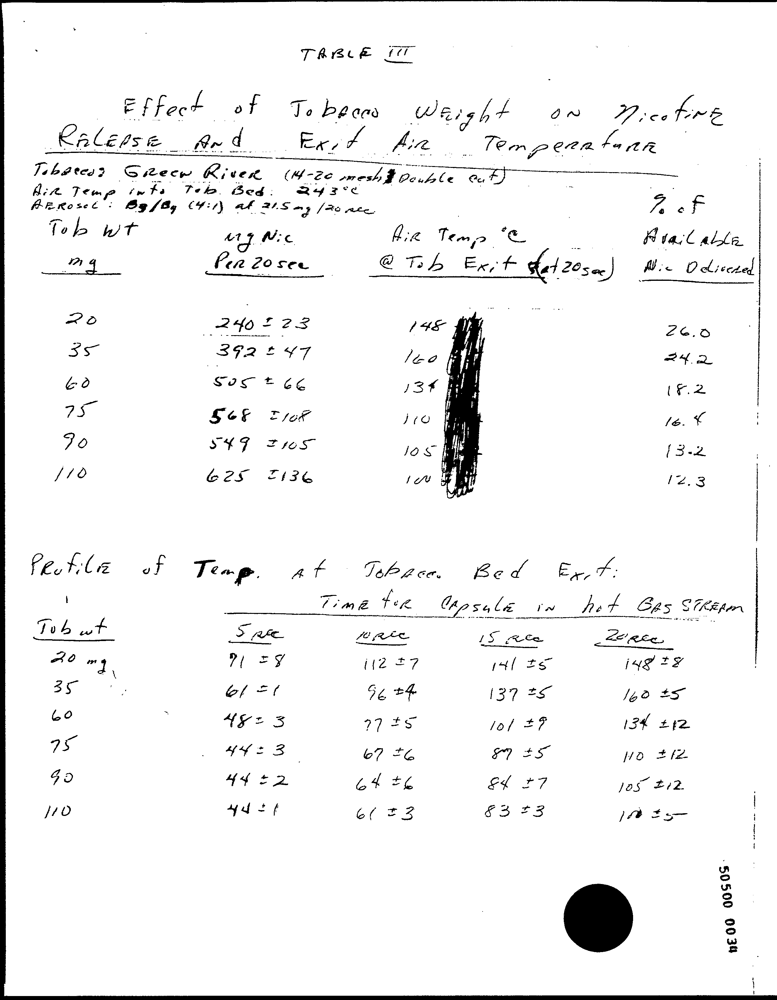 TABLE III
Effect of Tobacco Weight on Nicotine
Release And Exit Air Temperature
Tobacco: Green River (14-20 mesh; Double cut)
Air Temp into Tob. Bed: 243°C
Aerosol: at 21.5 mg/20 sec
% of
Tob wt µg Nic Air Temp °C Available
mg Per 20 sec @ Tob Exit (at 20 sec) Nic Delivered
20 240 ± 23 148 26.0
35 392 ± 47 160 24.2
60 505 ± 66 134 18.2
75 568 ± 108 110 16.4
90 549 ± 105 105 13.2
110 625 ± 136 100 12.3
Profile of Temp. At Tobacco Bed Exit:
Time for Capsule in hot Gas Stream
Tob wt 5 sec 10 sec 15 sec 20 sec
20 mg 71 ± 8 112 ± 7 141 ± 5 148 ± 8
35 61 ± 1 96 ± 4 137 ± 5 160 ± 5
60 48 ± 3 77 ± 5 101 ± 9 134 ± 12
75 44 ± 3 67 ± 6 87 ± 5 110 ± 12
90 44 ± 2 64 ± 6 84 ± 7 105 ± 12
110 44 ± 1 61 ± 3 83 ± 3 100 ± 5
50500 0034